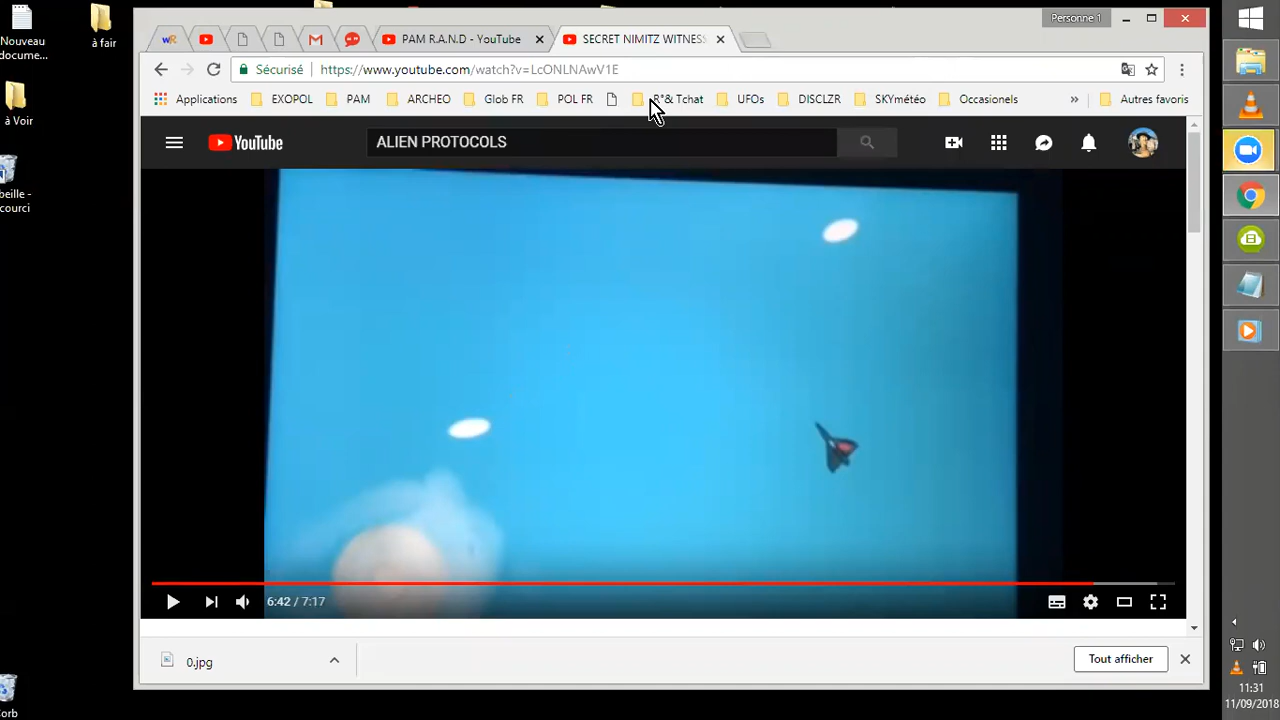 Nouveau
docume...
à fair
à Voir
beille -
courci
Corb
Personne 1
PAM R.A.N.D - YouTube
SECRET NIMITZ WITNESS
Sécurisé
https://www.youtube.com/watch?v=LcONLNAwV1E
Applications
EXOPOL
PAM
ARCHEO
Glob FR
POL FR
R°& Tchat
UFOs
DISCLZR
SKYmétéo
Occasionels
»
Autres favoris
YouTube
ALIEN PROTOCOLS
6:42 / 7:17
0.jpg
Tout afficher
11:31
11/09/2018